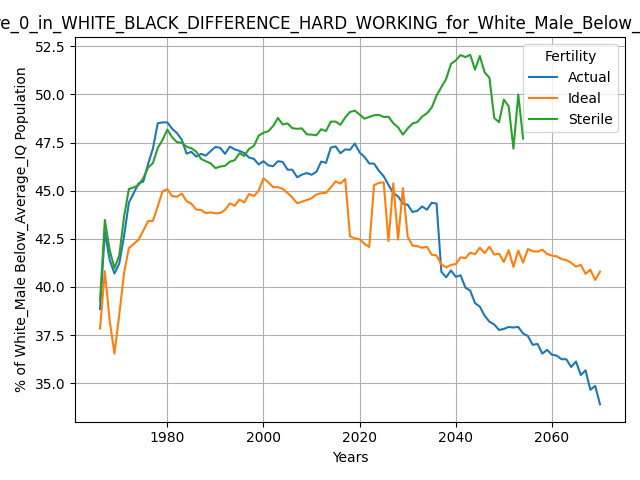 e_0_in_WHITE_BLACK_DIFFERENCE_HARD_WORKING_for_White_Male_Below_
% of White_Male Below_Average_IQ Population
52.5
50.0
47.5
45.0
42.5
40.0
37.5
35.0
Fertility
Actual
Ideal
Sterile
1980
2000
2020
2040
2060
Years